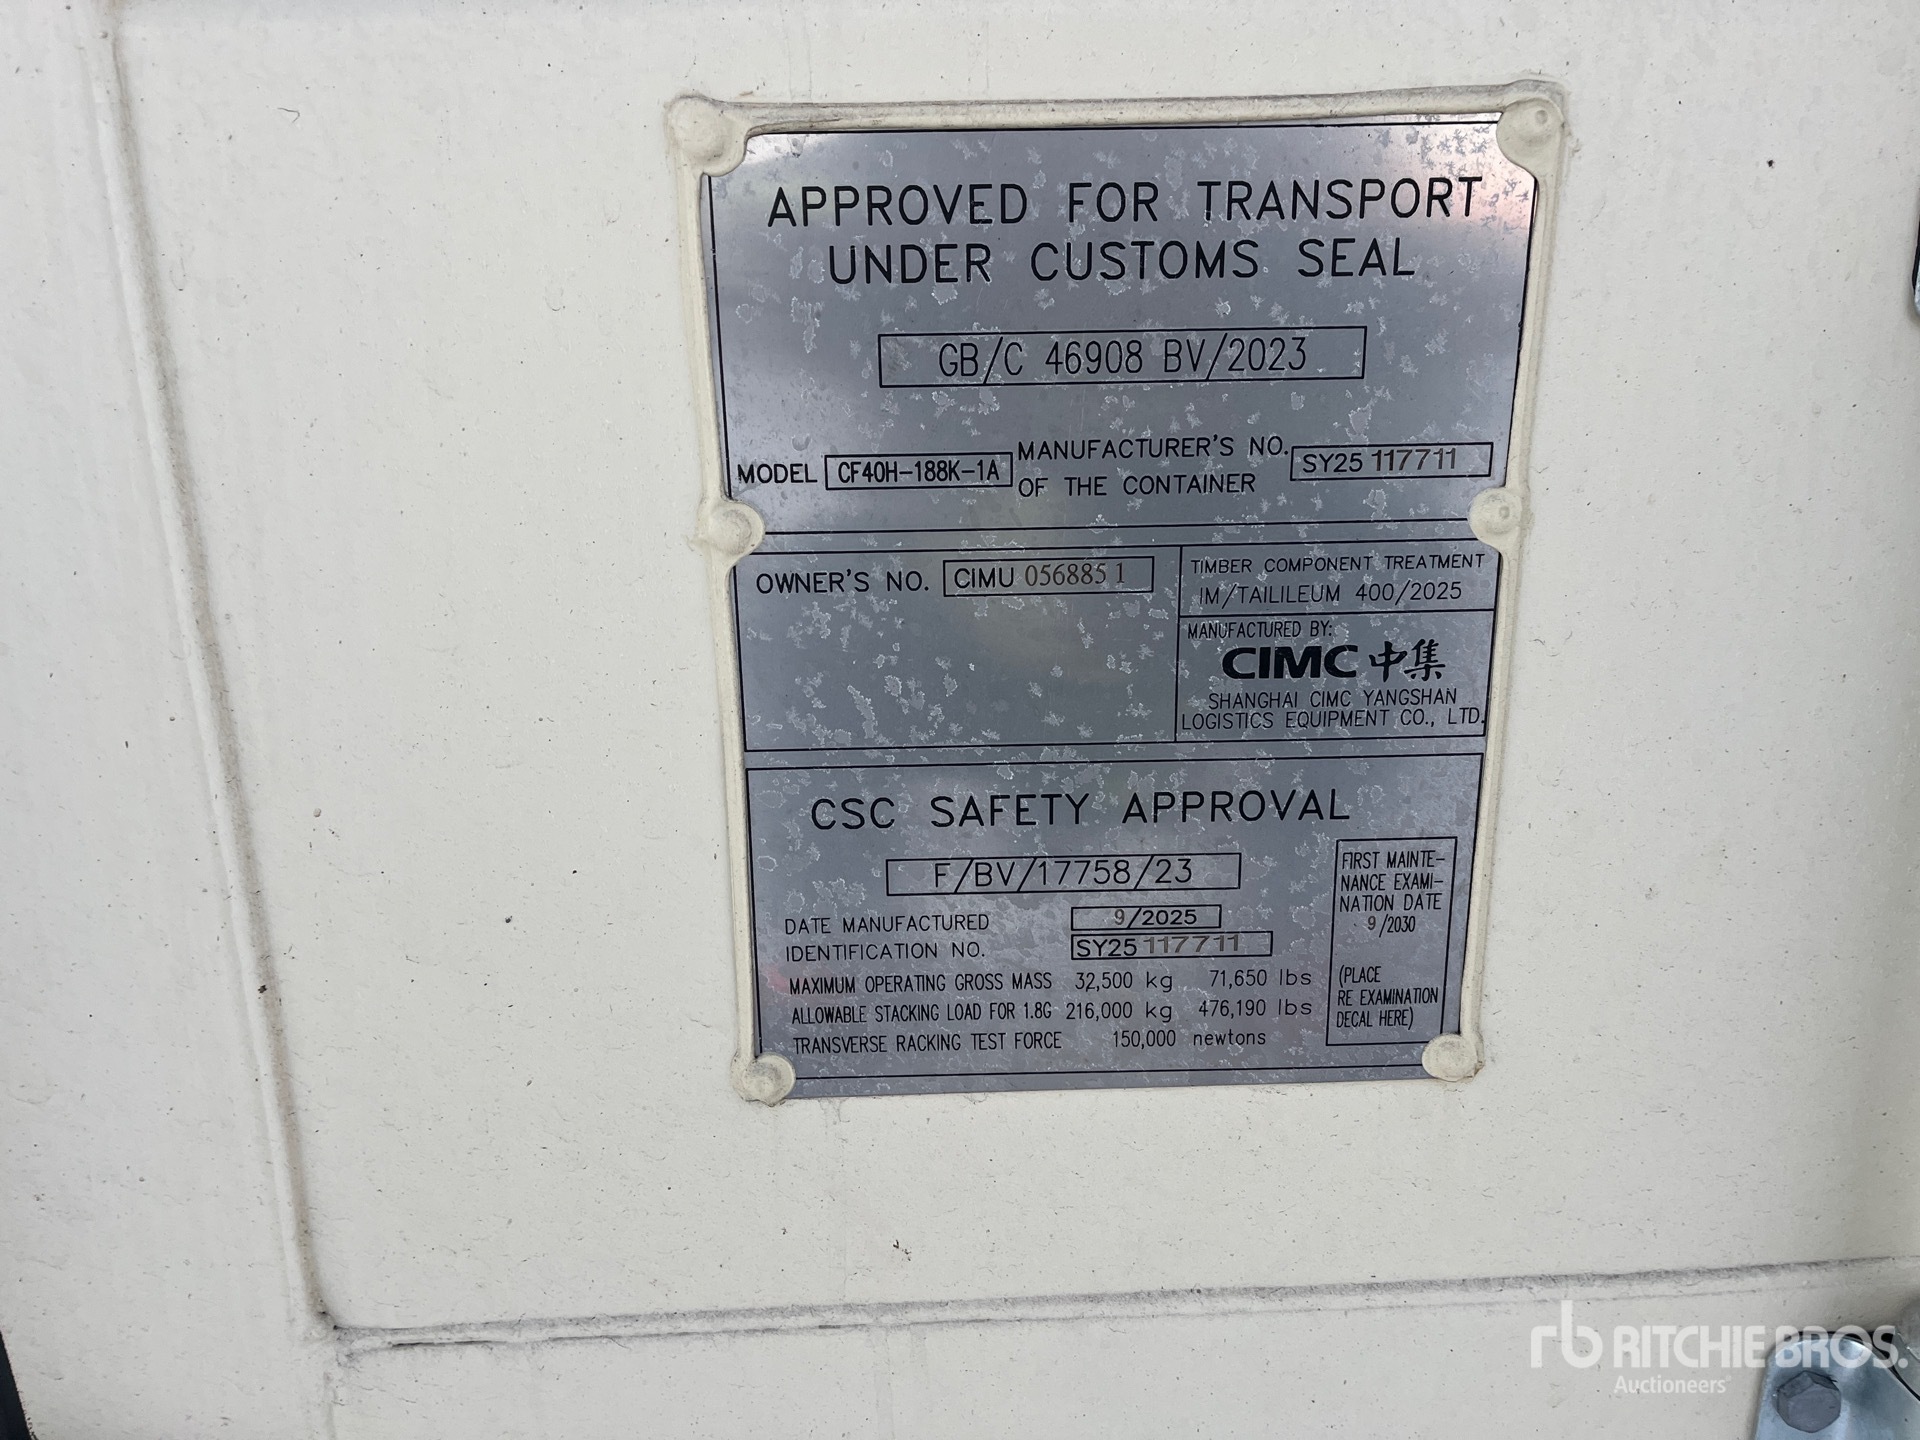 APPROVED FOR TRANSPORT
UNDER CUSTOMS SEAL
GB/C 46908 BV/2023
MODEL CF40H-188K-1A
MANUFACTURER'S NO.
OF THE CONTAINER
SY25 117711
OWNER'S NO. CIMU 056885 1
TIMBER COMPONENT TREATMENT
IM/TAILILEUM 400/2025
MANUFACTURED BY:
CIMC 中集
SHANGHAI CIMC YANGSHAN
LOGISTICS EQUIPMENT CO., LTD.
CSC SAFETY APPROVAL
F/BV/17758/23
DATE MANUFACTURED 9/2025
IDENTIFICATION NO. SY25 117711
MAXIMUM OPERATING GROSS MASS 32,500 kg 71,650 lbs
ALLOWABLE STACKING LOAD FOR 1.8G 216,000 kg 476,190 lbs
TRANSVERSE RACKING TEST FORCE 150,000 newtons
FIRST MAINTE-
NANCE EXAMI-
NATION DATE
9/2030
(PLACE
RE EXAMINATION
DECAL HERE)
rb RITCHIE BROS.
Auctioneers